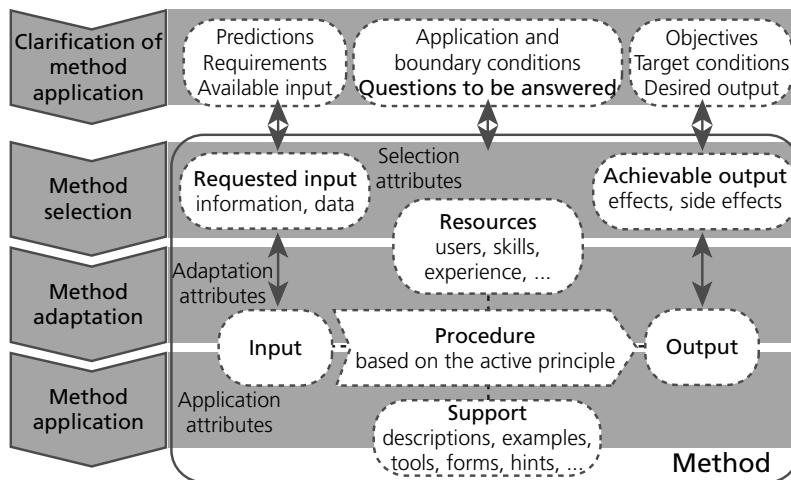 Clarification of
method
application
Predictions
Requirements
Available input
Application and
boundary conditions
Questions to be answered
Objectives
Target conditions
Desired output
Method
selection
Selection
attributes
Requested input
information, data
Achievable output
effects, side effects
Resources
users, skills,
experience, ...
Method
adaptation
Adaptation
attributes
Input
Procedure
based on the active principle
Output
Method
application
Application
attributes
Support
descriptions, examples,
tools, forms, hints, ...
Method